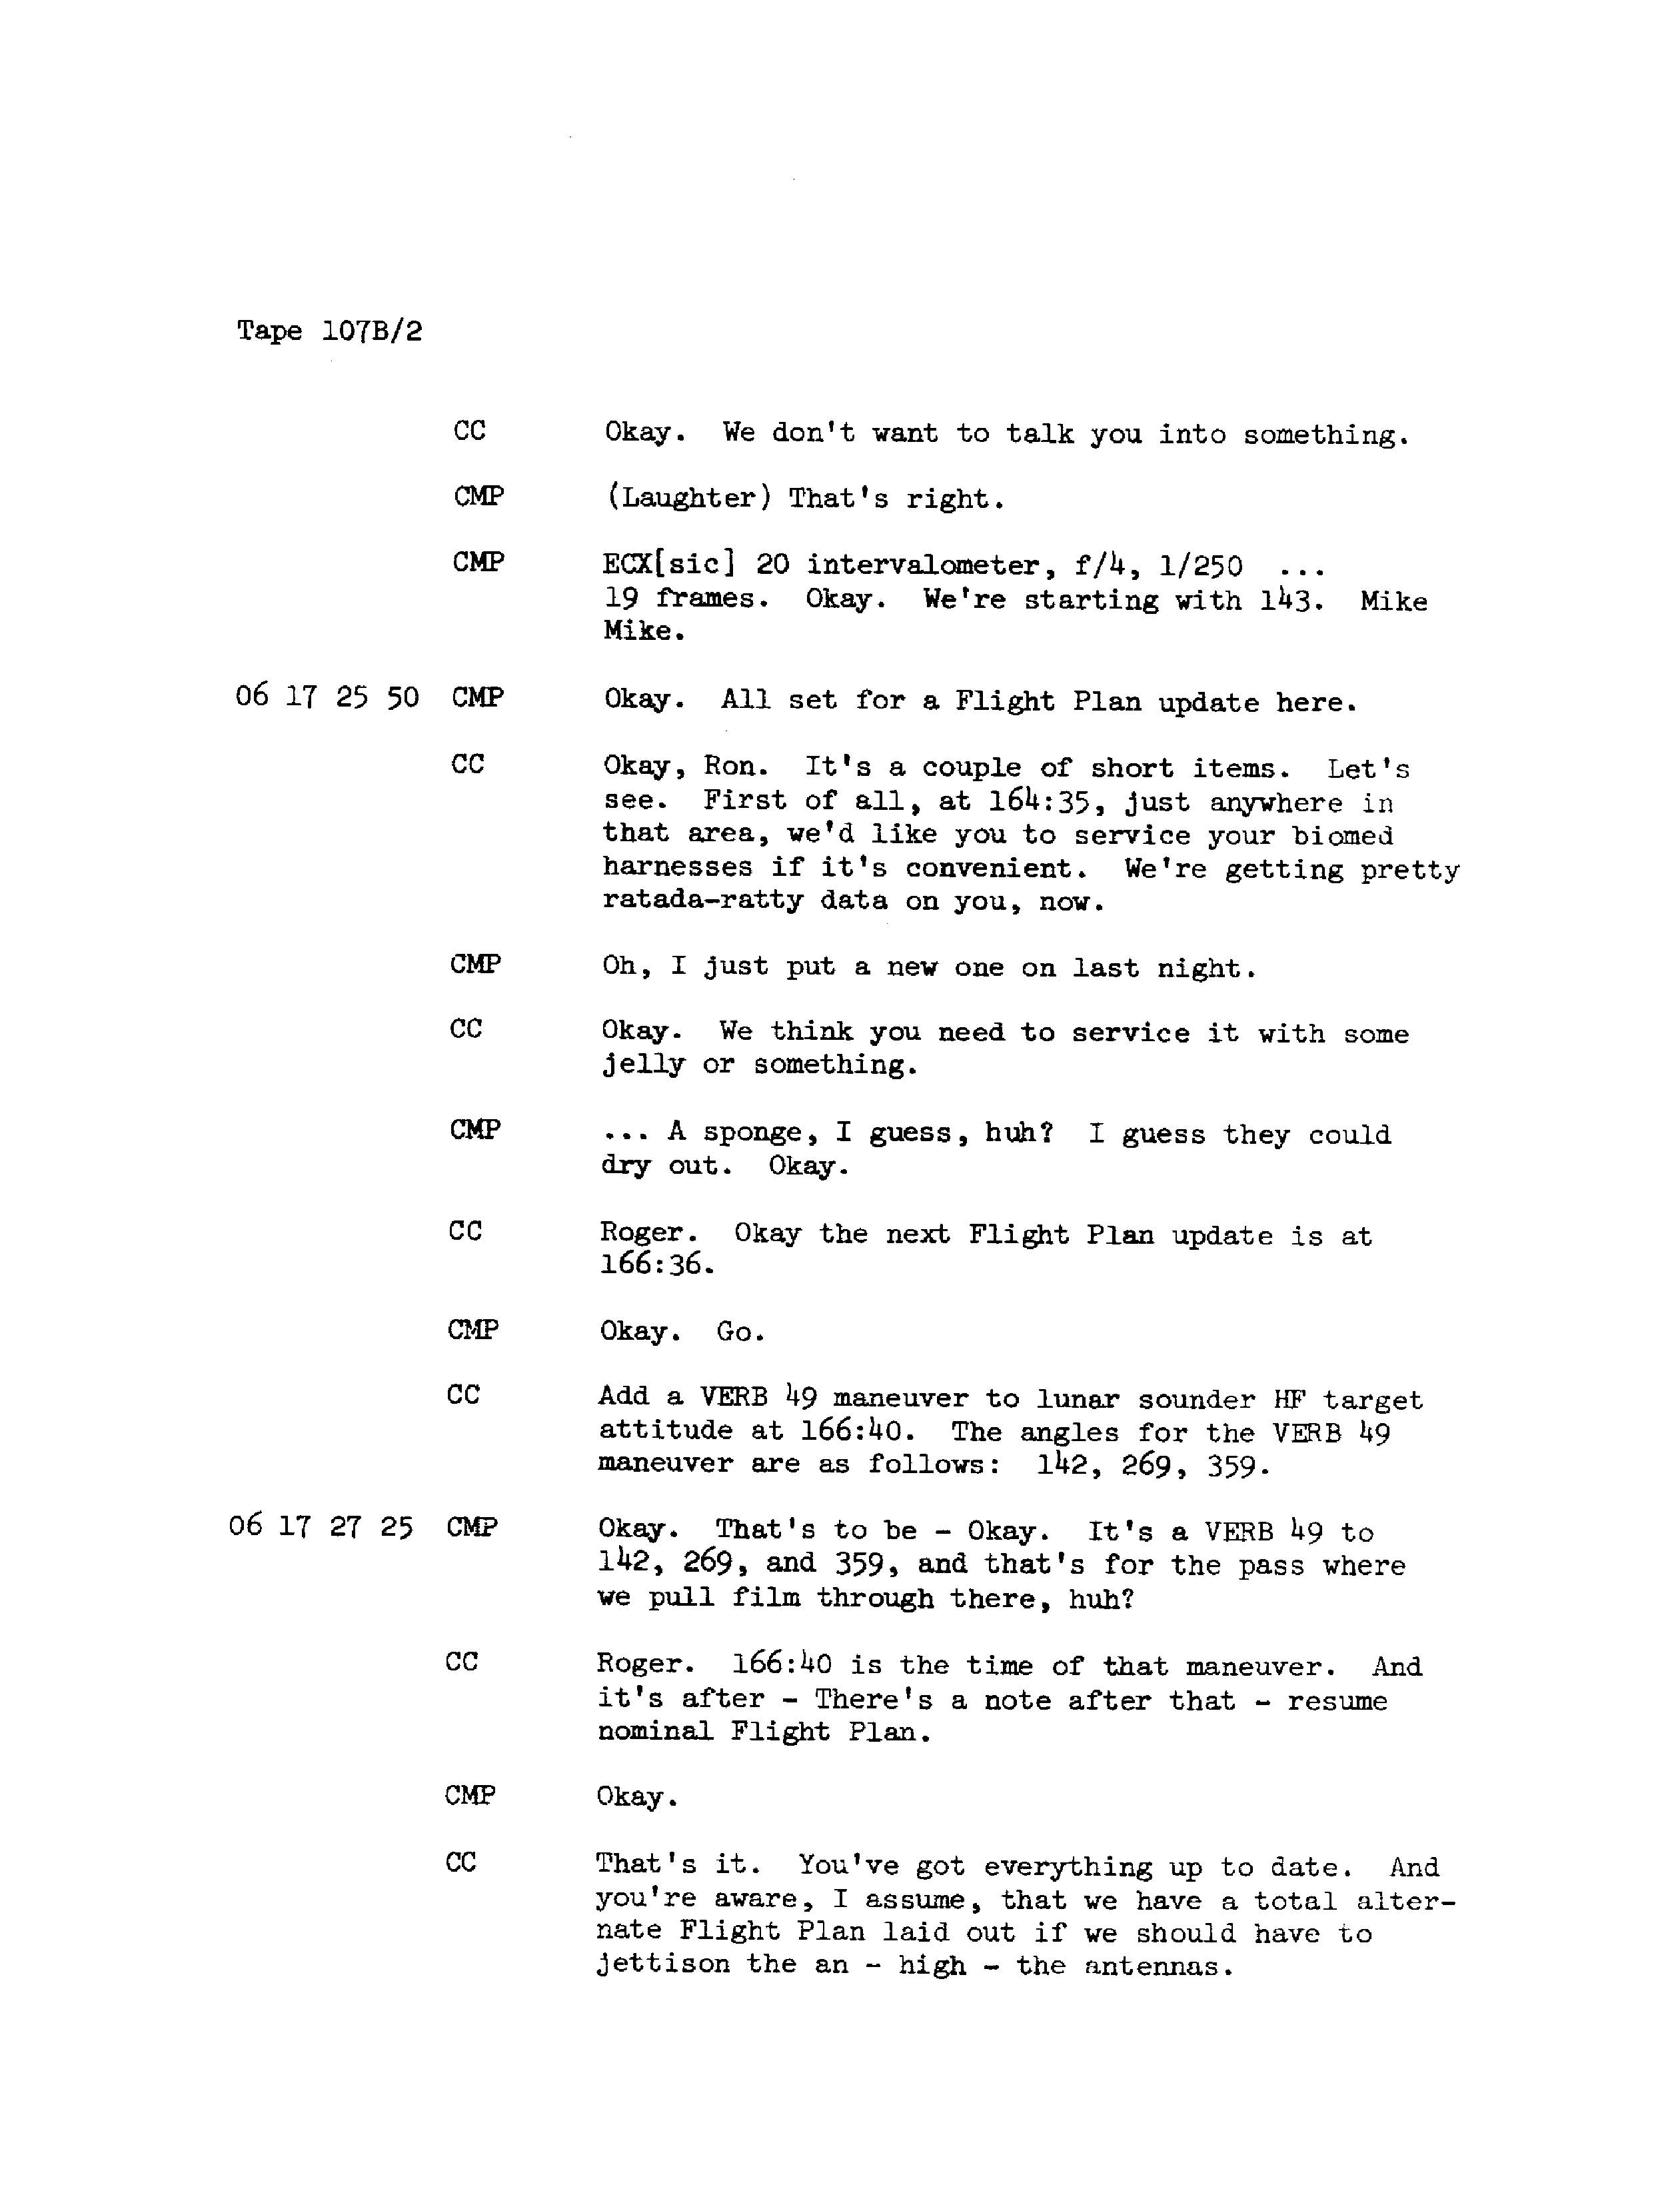 Tape 107B/2
CC Okay. We don't want to talk you into something.
CMP (Laughter) That's right.
CMP ECX[sic] 20 intervalometer, f/4, 1/250 ...
19 frames. Okay. We're starting with 143. Mike
Mike.
06 17 25 50 CMP Okay. All set for a Flight Plan update here.
CC Okay, Ron. It's a couple of short items. Let's
see. First of all, at 164:35, just anywhere in
that area, we'd like you to service your biomed
harnesses if it's convenient. We're getting pretty
ratada-ratty data on you, now.
CMP Oh, I just put a new one on last night.
CC Okay. We think you need to service it with some
jelly or something.
CMP ... A sponge, I guess, huh? I guess they could
dry out. Okay.
CC Roger. Okay the next Flight Plan update is at
166:36.
CMP Okay. Go.
CC Add a VERB 49 maneuver to lunar sounder HF target
attitude at 166:40. The angles for the VERB 49
maneuver are as follows: 142, 269, 359.
06 17 27 25 CMP Okay. That's to be - Okay. It's a VERB 49 to
142, 269, and 359, and that's for the pass where
we pull film through there, huh?
CC Roger. 166:40 is the time of that maneuver. And
it's after - There's a note after that - resume
nominal Flight Plan.
CMP Okay.
CC That's it. You've got everything up to date. And
you're aware, I assume, that we have a total alter-
nate Flight Plan laid out if we should have to
jettison the an - high - the antennas.